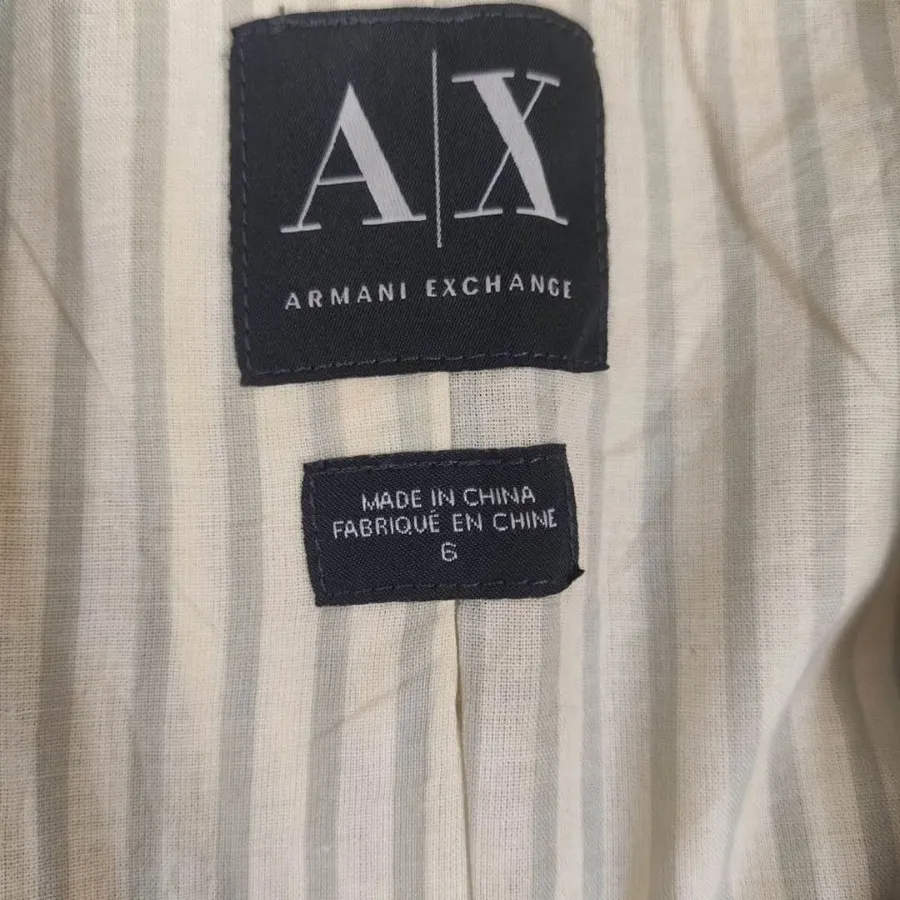 A|X
ARMANI EXCHANGE
MADE IN CHINA
FABRIQUÉ EN CHINE
6